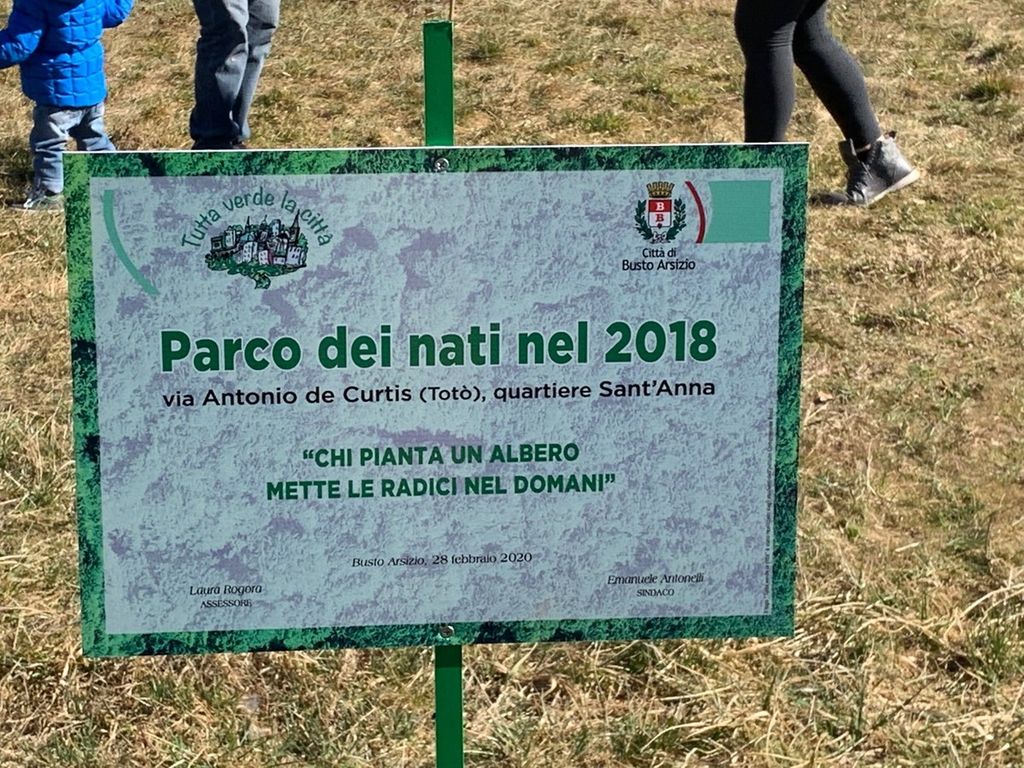 Tutta verde la città
B B
Città di
Busto Arsizio
Parco dei nati nel 2018
via Antonio de Curtis (Totò), quartiere Sant'Anna
“CHI PIANTA UN ALBERO
METTE LE RADICI NEL DOMANI”
Busto Arsizio, 28 febbraio 2020
Laura Rogora
ASSESSORE
Emanuele Antonelli
SINDACO